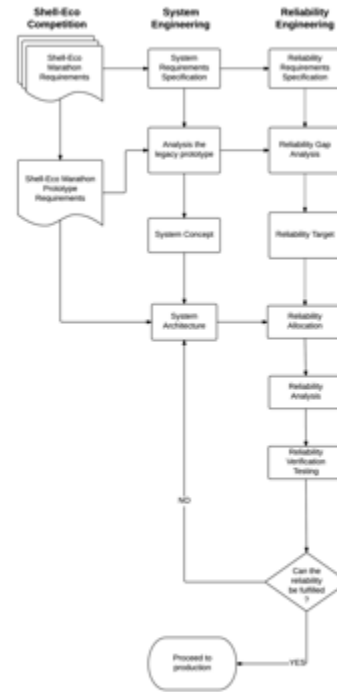 Shell-Eco
Competition
System
Engineering
Reliability
Engineering
Shell-Eco
Marathon
Requirements
System
Requirements
Specification
Reliability
Requirements
Specification
Shell-Eco Marathon
Prototype
Requirements
Analysis the
legacy prototype
Reliability Gap
Analysis
System Concept
Reliability Target
System
Architecture
Reliability
Allocation
Reliability
Analysis
Reliability
Verification
Testing
NO
Can the
reliability
be fulfilled
?
YES
Proceed to
production